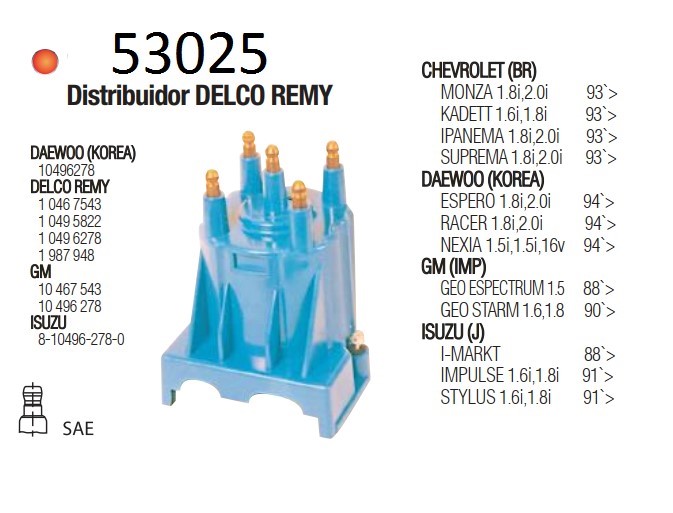 53025
Distribuidor DELCO REMY
DAEWOO (KOREA)
10496278
DELCO REMY
1 046 7543
1 049 5822
1 049 6278
1 987 948
GM
10 467 543
10 496 278
ISUZU
8-10496-278-0
SAE
CHEVROLET (BR)
MONZA 1.8i,2.0i 93`>
KADETT 1.6i,1.8i 93`>
IPANEMA 1.8i,2.0i 93`>
SUPREMA 1.8i,2.0i 93`>
DAEWOO (KOREA)
ESPERO 1.8i,2.0i 94`>
RACER 1.8i,2.0i 94`>
NEXIA 1.5i,1.5i,16v 94`>
GM (IMP)
GEO ESPECTRUM 1.5 88`>
GEO STARM 1.6,1.8 90`>
ISUZU (J)
I-MARKT 88`>
IMPULSE 1.6i,1.8i 91`>
STYLUS 1.6i,1.8i 91`>